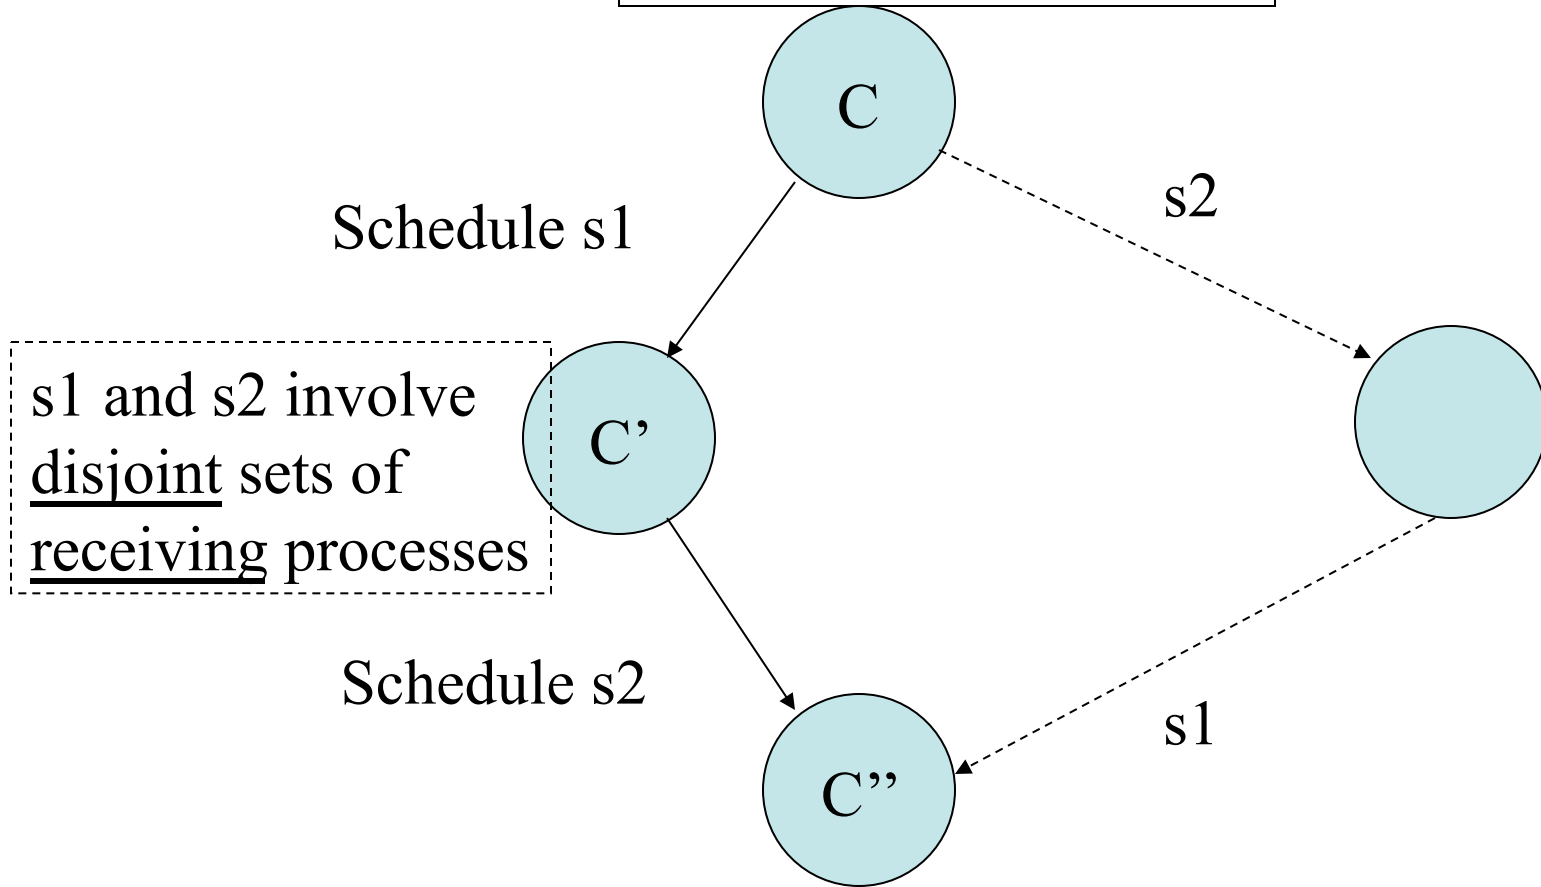 C
s2
Schedule s1
s1 and s2 involve
disjoint sets of
receiving processes
C’
Schedule s2
s1
C’’